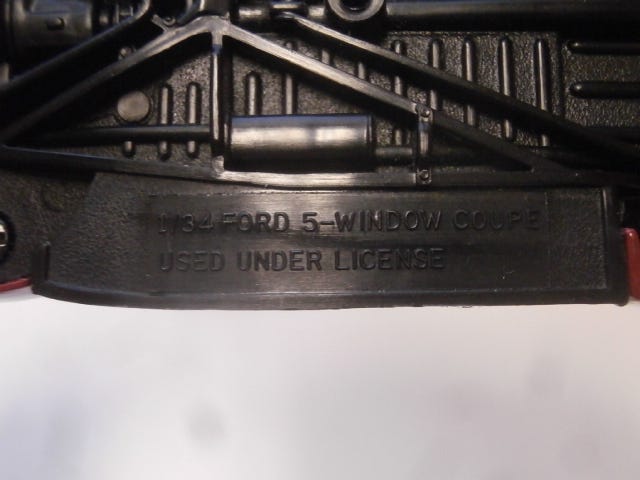 1/34 FORD 5-WINDOW COUPE
USED UNDER LICENSE